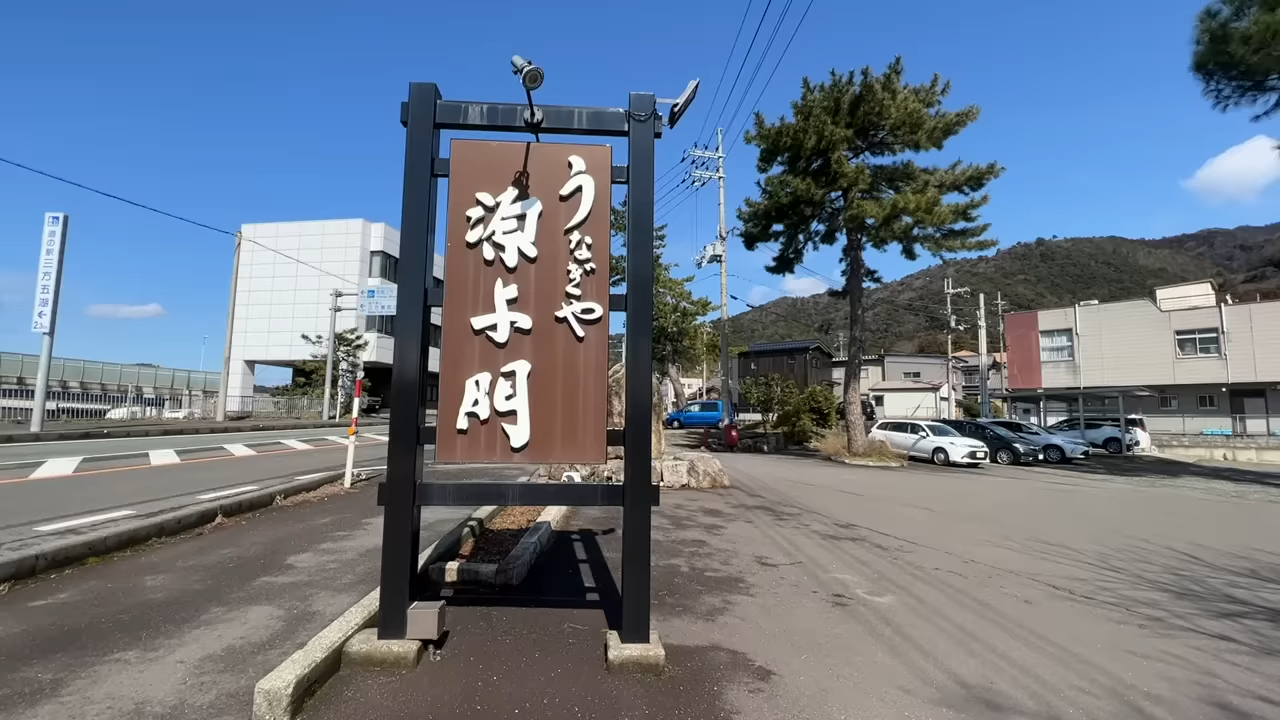 うなぎや
源与門
道の駅
三方五湖